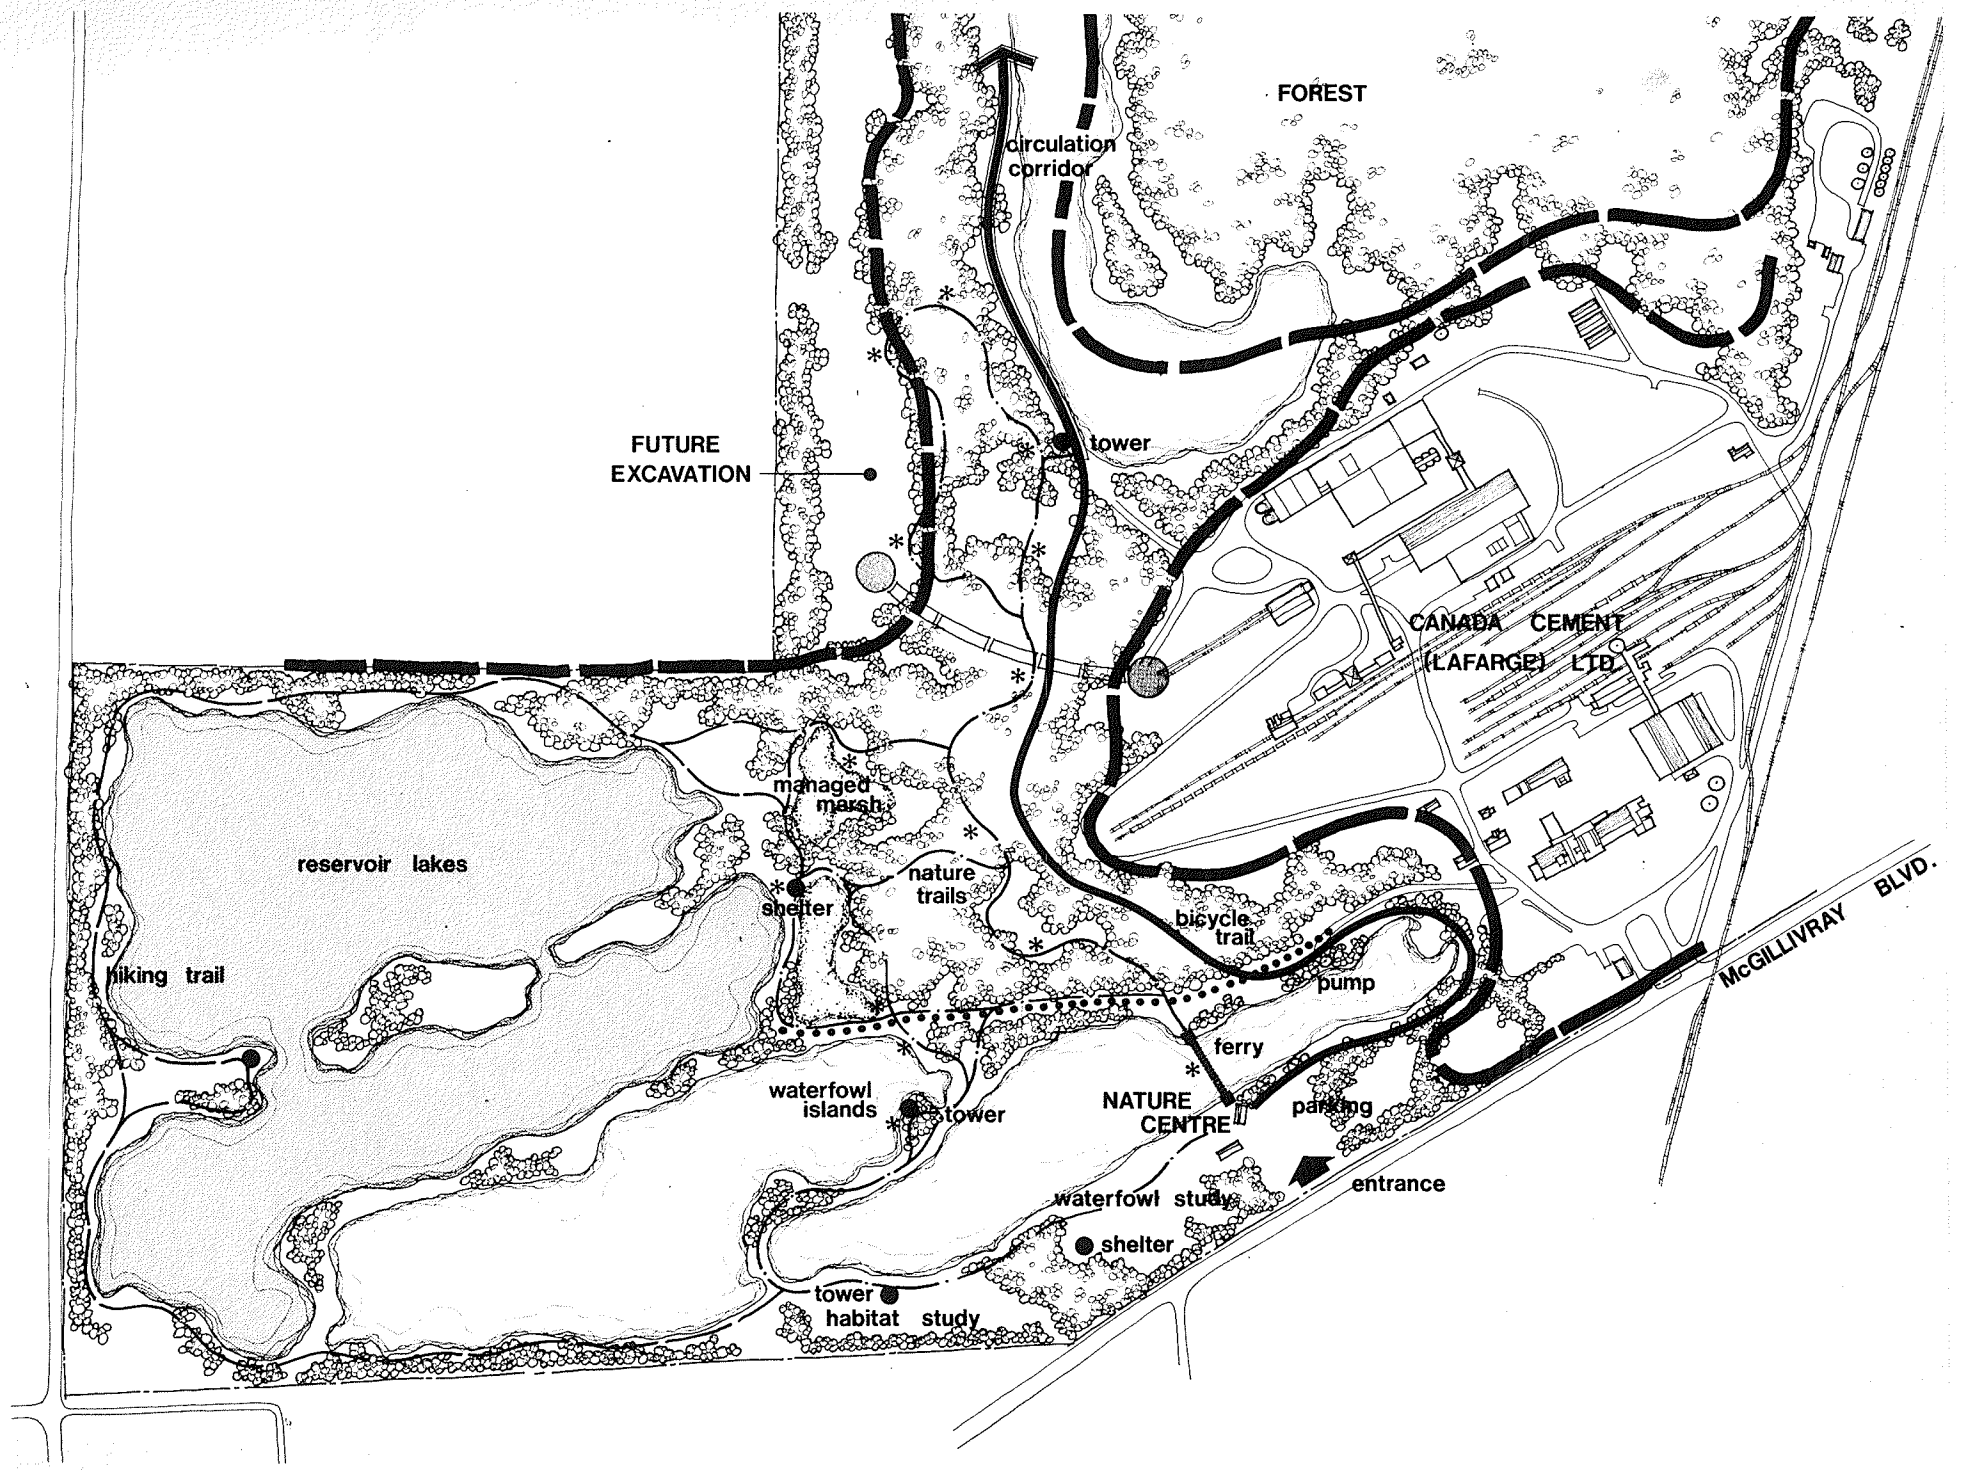 FOREST
circulation
corridor
FUTURE
EXCAVATION
tower
CANADA CEMENT
(LAFARGE) LTD
managed
marsh
reservoir lakes
nature
trails
shelter
bicycle
trail
McGILLIVRAY BLVD.
hiking trail
pump
ferry
waterfowl
islands
tower
NATURE
CENTRE
parking
entrance
waterfowl study
shelter
tower
habitat study